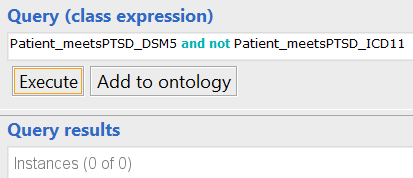 Query (class expression)
Patient_meetsPTSD_DSM5 and not Patient_meetsPTSD_ICD11
Execute Add to ontology
Query results
Instances (0 of 0)